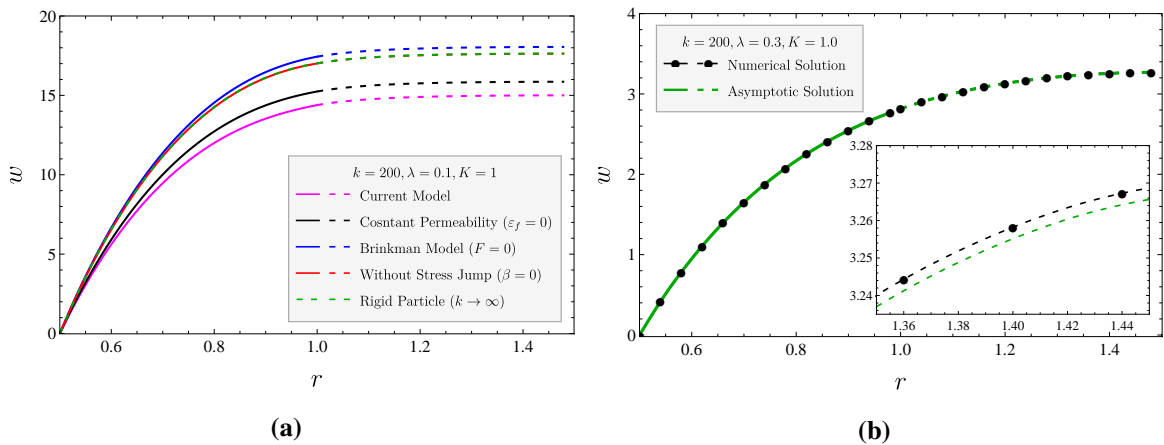 20
15
10
5
0
w
k = 200, λ = 0.1, K = 1
Current Model
Cosntant Permeability (ε_f = 0)
Brinkman Model (F = 0)
Without Stress Jump (β = 0)
Rigid Particle (k → ∞)
0.6 0.8 1.0 1.2 1.4
r
(a)
4
3
2
1
0
w
k = 200, λ = 0.3, K = 1.0
Numerical Solution
Asymptotic Solution
3.28
3.27
3.26
3.25
3.24
1.36 1.38 1.40 1.42 1.44
0.6 0.8 1.0 1.2 1.4
r
(b)